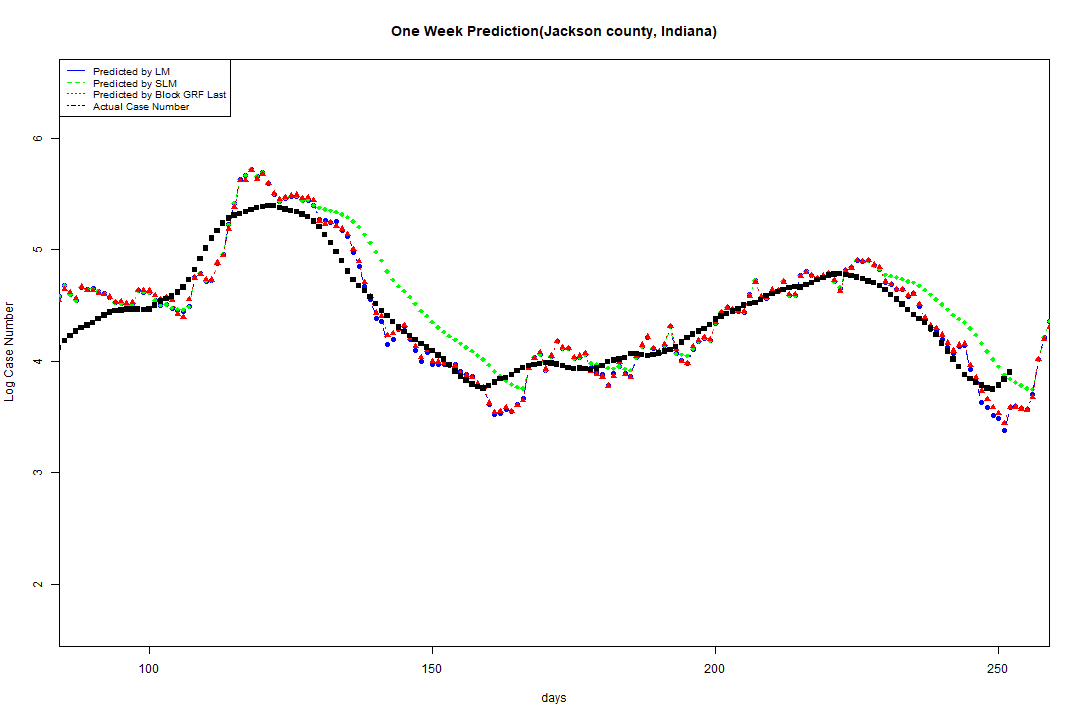 One Week Prediction(Jackson county, Indiana)
Predicted by LM
Predicted by SLM
Predicted by Block GRF Last
Actual Case Number
6
5
4
3
2
Log Case Number
100
150
200
250
days